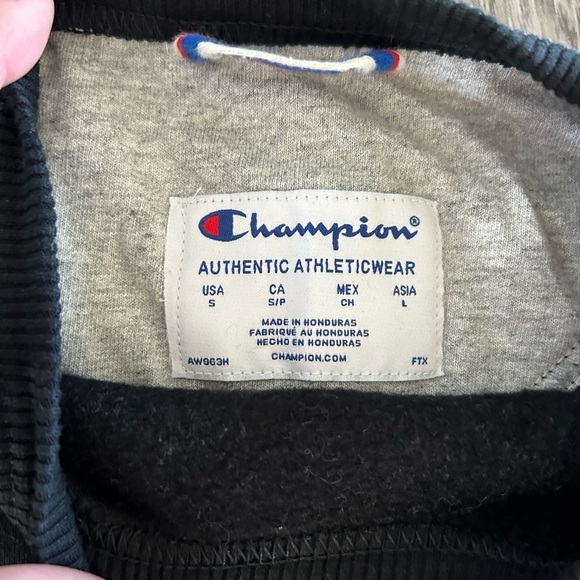 Champion®
AUTHENTIC ATHLETICWEAR
USA CA MEX ASIA
S S/P CH L
MADE IN HONDURAS
FABRIQUÉ AU HONDURAS
HECHO EN HONDURAS
AW963H CHAMPION.COM FTX